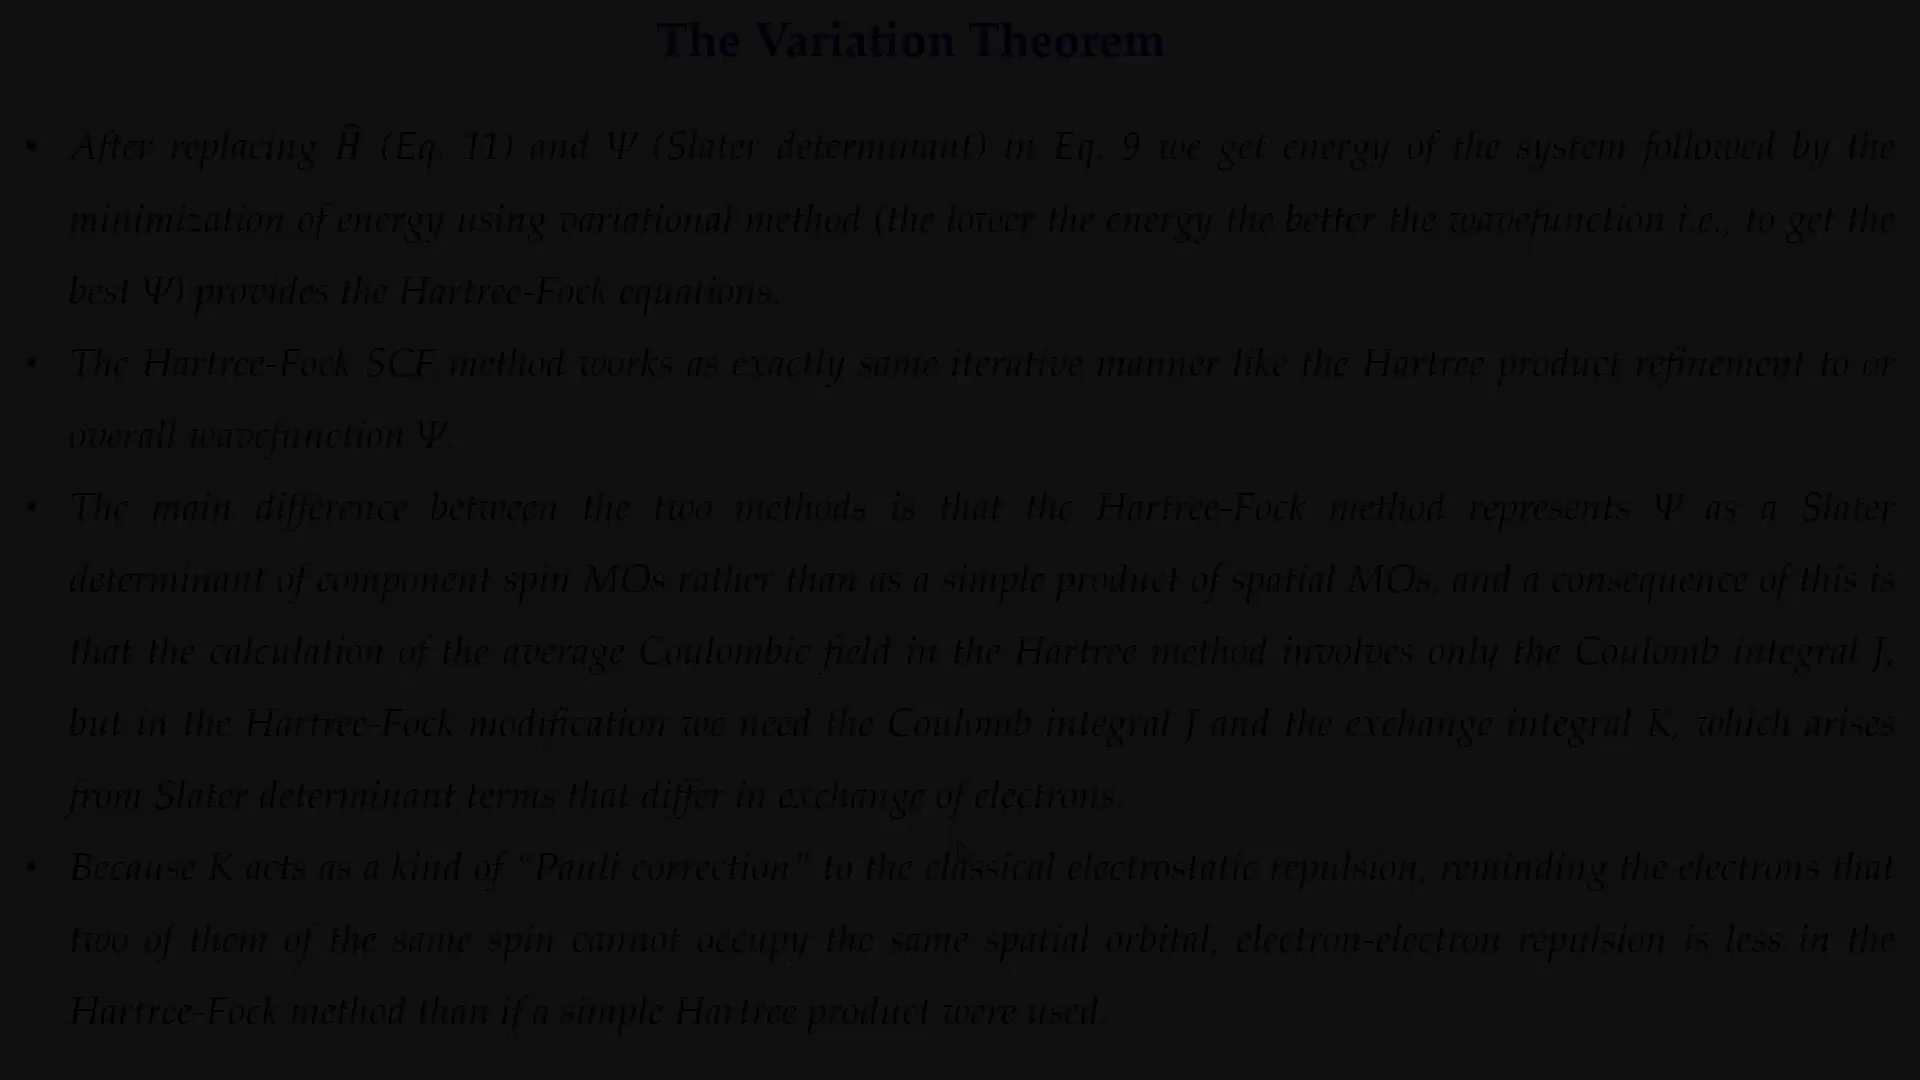 The Variation Theorem
• After replacing Ĥ (Eq. 11) and Ψ (Slater determinant) in Eq. 9 we get energy of the system followed by the
minimization of energy using variational method (the lower the energy the better the wavefunction i.e., to get the
best Ψ) provides the Hartree-Fock equations.
• The Hartree-Fock SCF method works as exactly same iterative manner like the Hartree product refinement to or
overall wavefunction Ψ.
• The main difference between the two methods is that the Hartree-Fock method represents Ψ as a Slater
determinant of component spin MOs rather than as a simple product of spatial MOs, and a consequence of this is
that the calculation of the average Coulombic field in the Hartree method involves only the Coulomb integral J,
but in the Hartree-Fock modification we need the Coulomb integral J and the exchange integral K, which arises
from Slater determinant terms that differ in exchange of electrons.
• Because K acts as a kind of “Pauli correction” to the classical electrostatic repulsion, reminding the electrons that
two of them of the same spin cannot occupy the same spatial orbital, electron-electron repulsion is less in the
Hartree-Fock method than if a simple Hartree product were used.